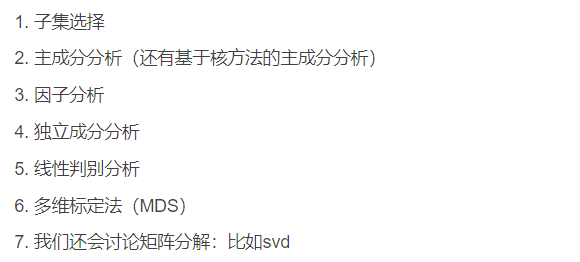 1. 子集选择
2. 主成分分析（还有基于核方法的主成分分析）
3. 因子分析
4. 独立成分分析
5. 线性判别分析
6. 多维标定法（MDS）
7. 我们还会讨论矩阵分解：比如svd